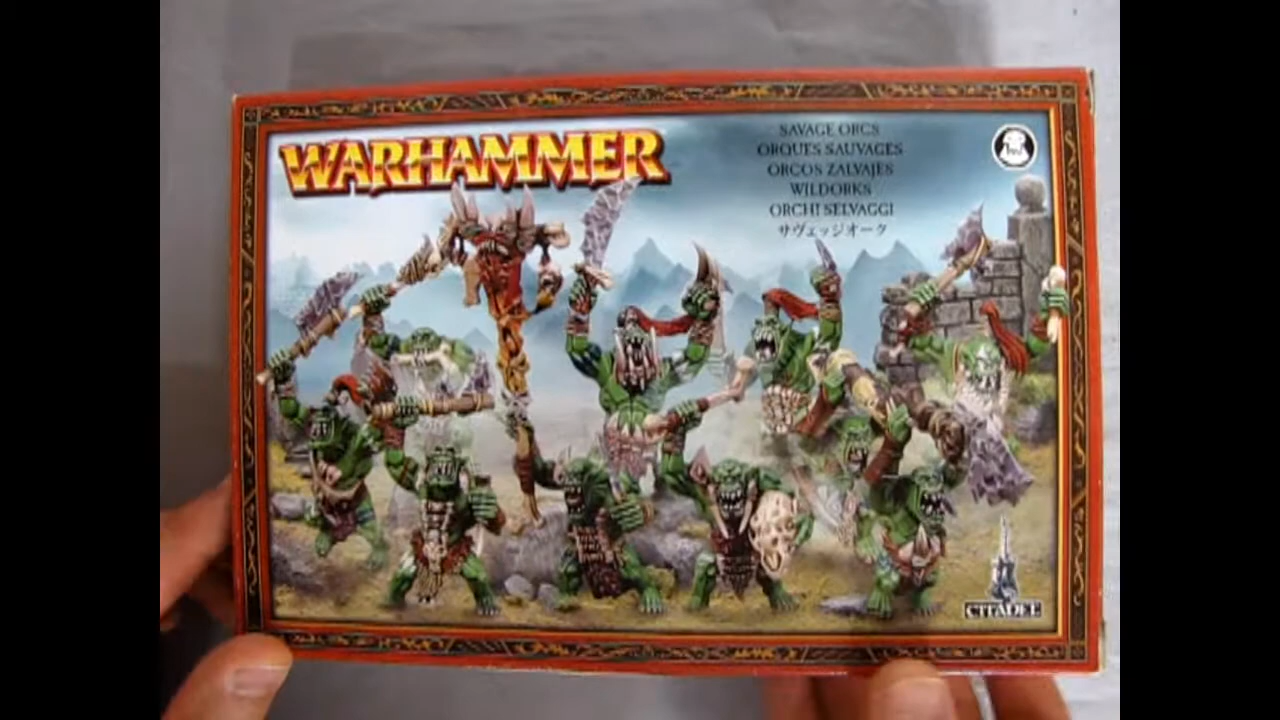 WARHAMMER
SAVAGE ORCS
ORQUES SAUVAGES
ORCOS ZALVAJES
WILDORKS
ORCHI SELVAGGI
サヴェッジオーク
CITADEL